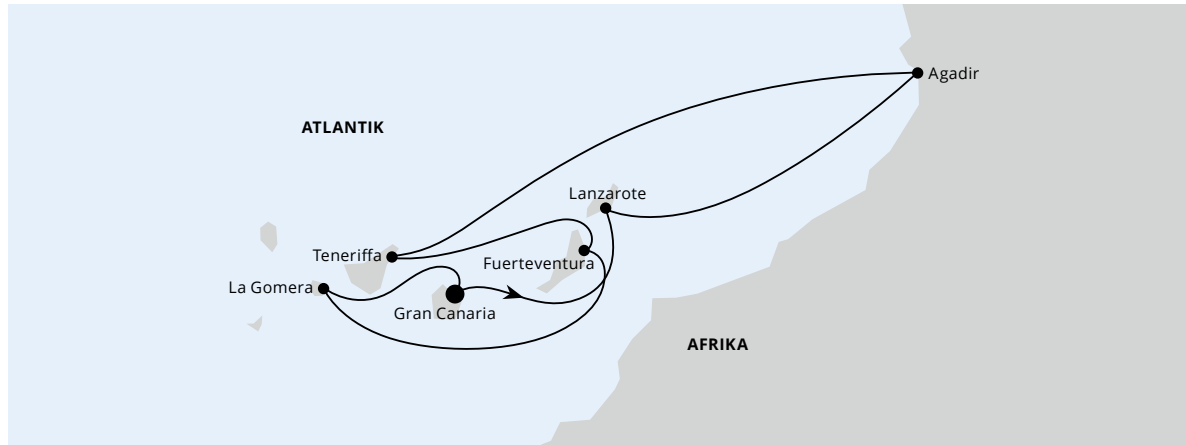 Agadir
ATLANTIK
Lanzarote
Teneriffa
Fuerteventura
La Gomera
Gran Canaria
AFRIKA